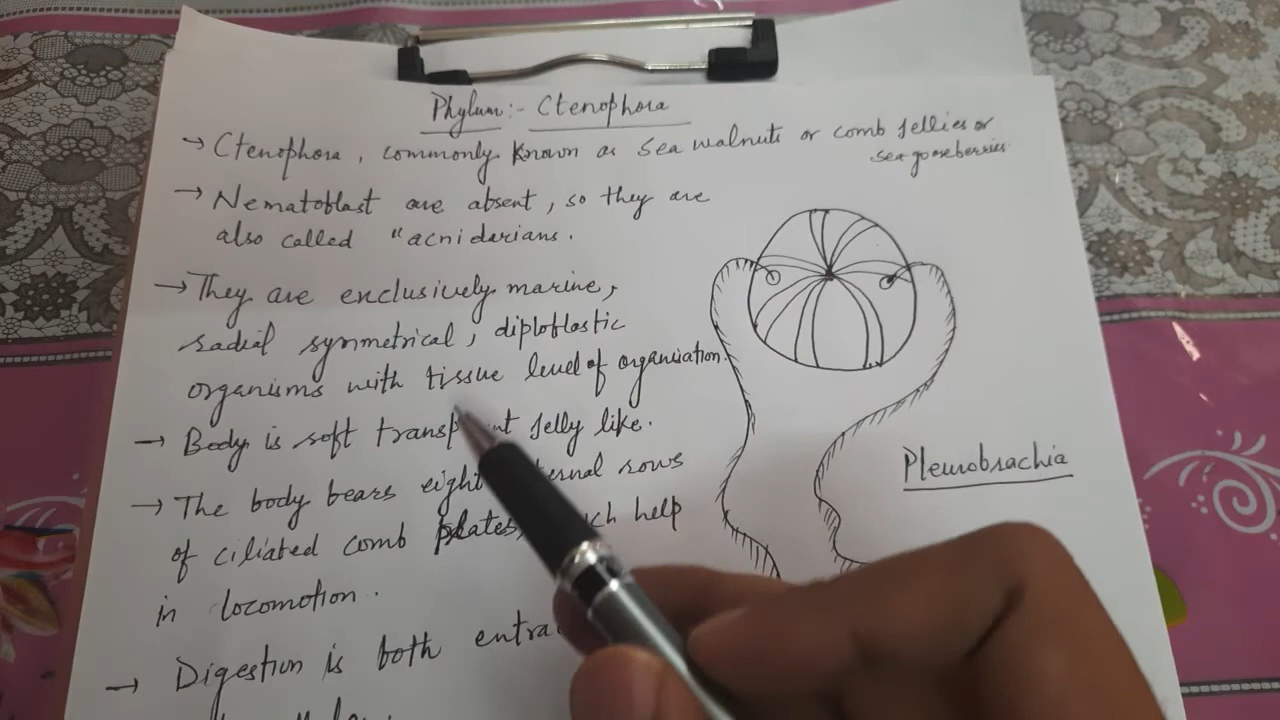 Phylum:- Ctenophora
→ Ctenophora, commonly known as sea walnuts or comb jellies or
sea gooseberries
→ Nematoblast are absent, so they are
also called "acnidarians.
→ They are exclusively marine,
radial symmetrical, diploblastic
organisms with tissue level of organisation.
→ Body is soft transp nt jelly like.
→ The body bears eight ternal rows
of ciliated comb plates, ch help
in locomotion.
→ Digestion is both extra
Pleurobrachia